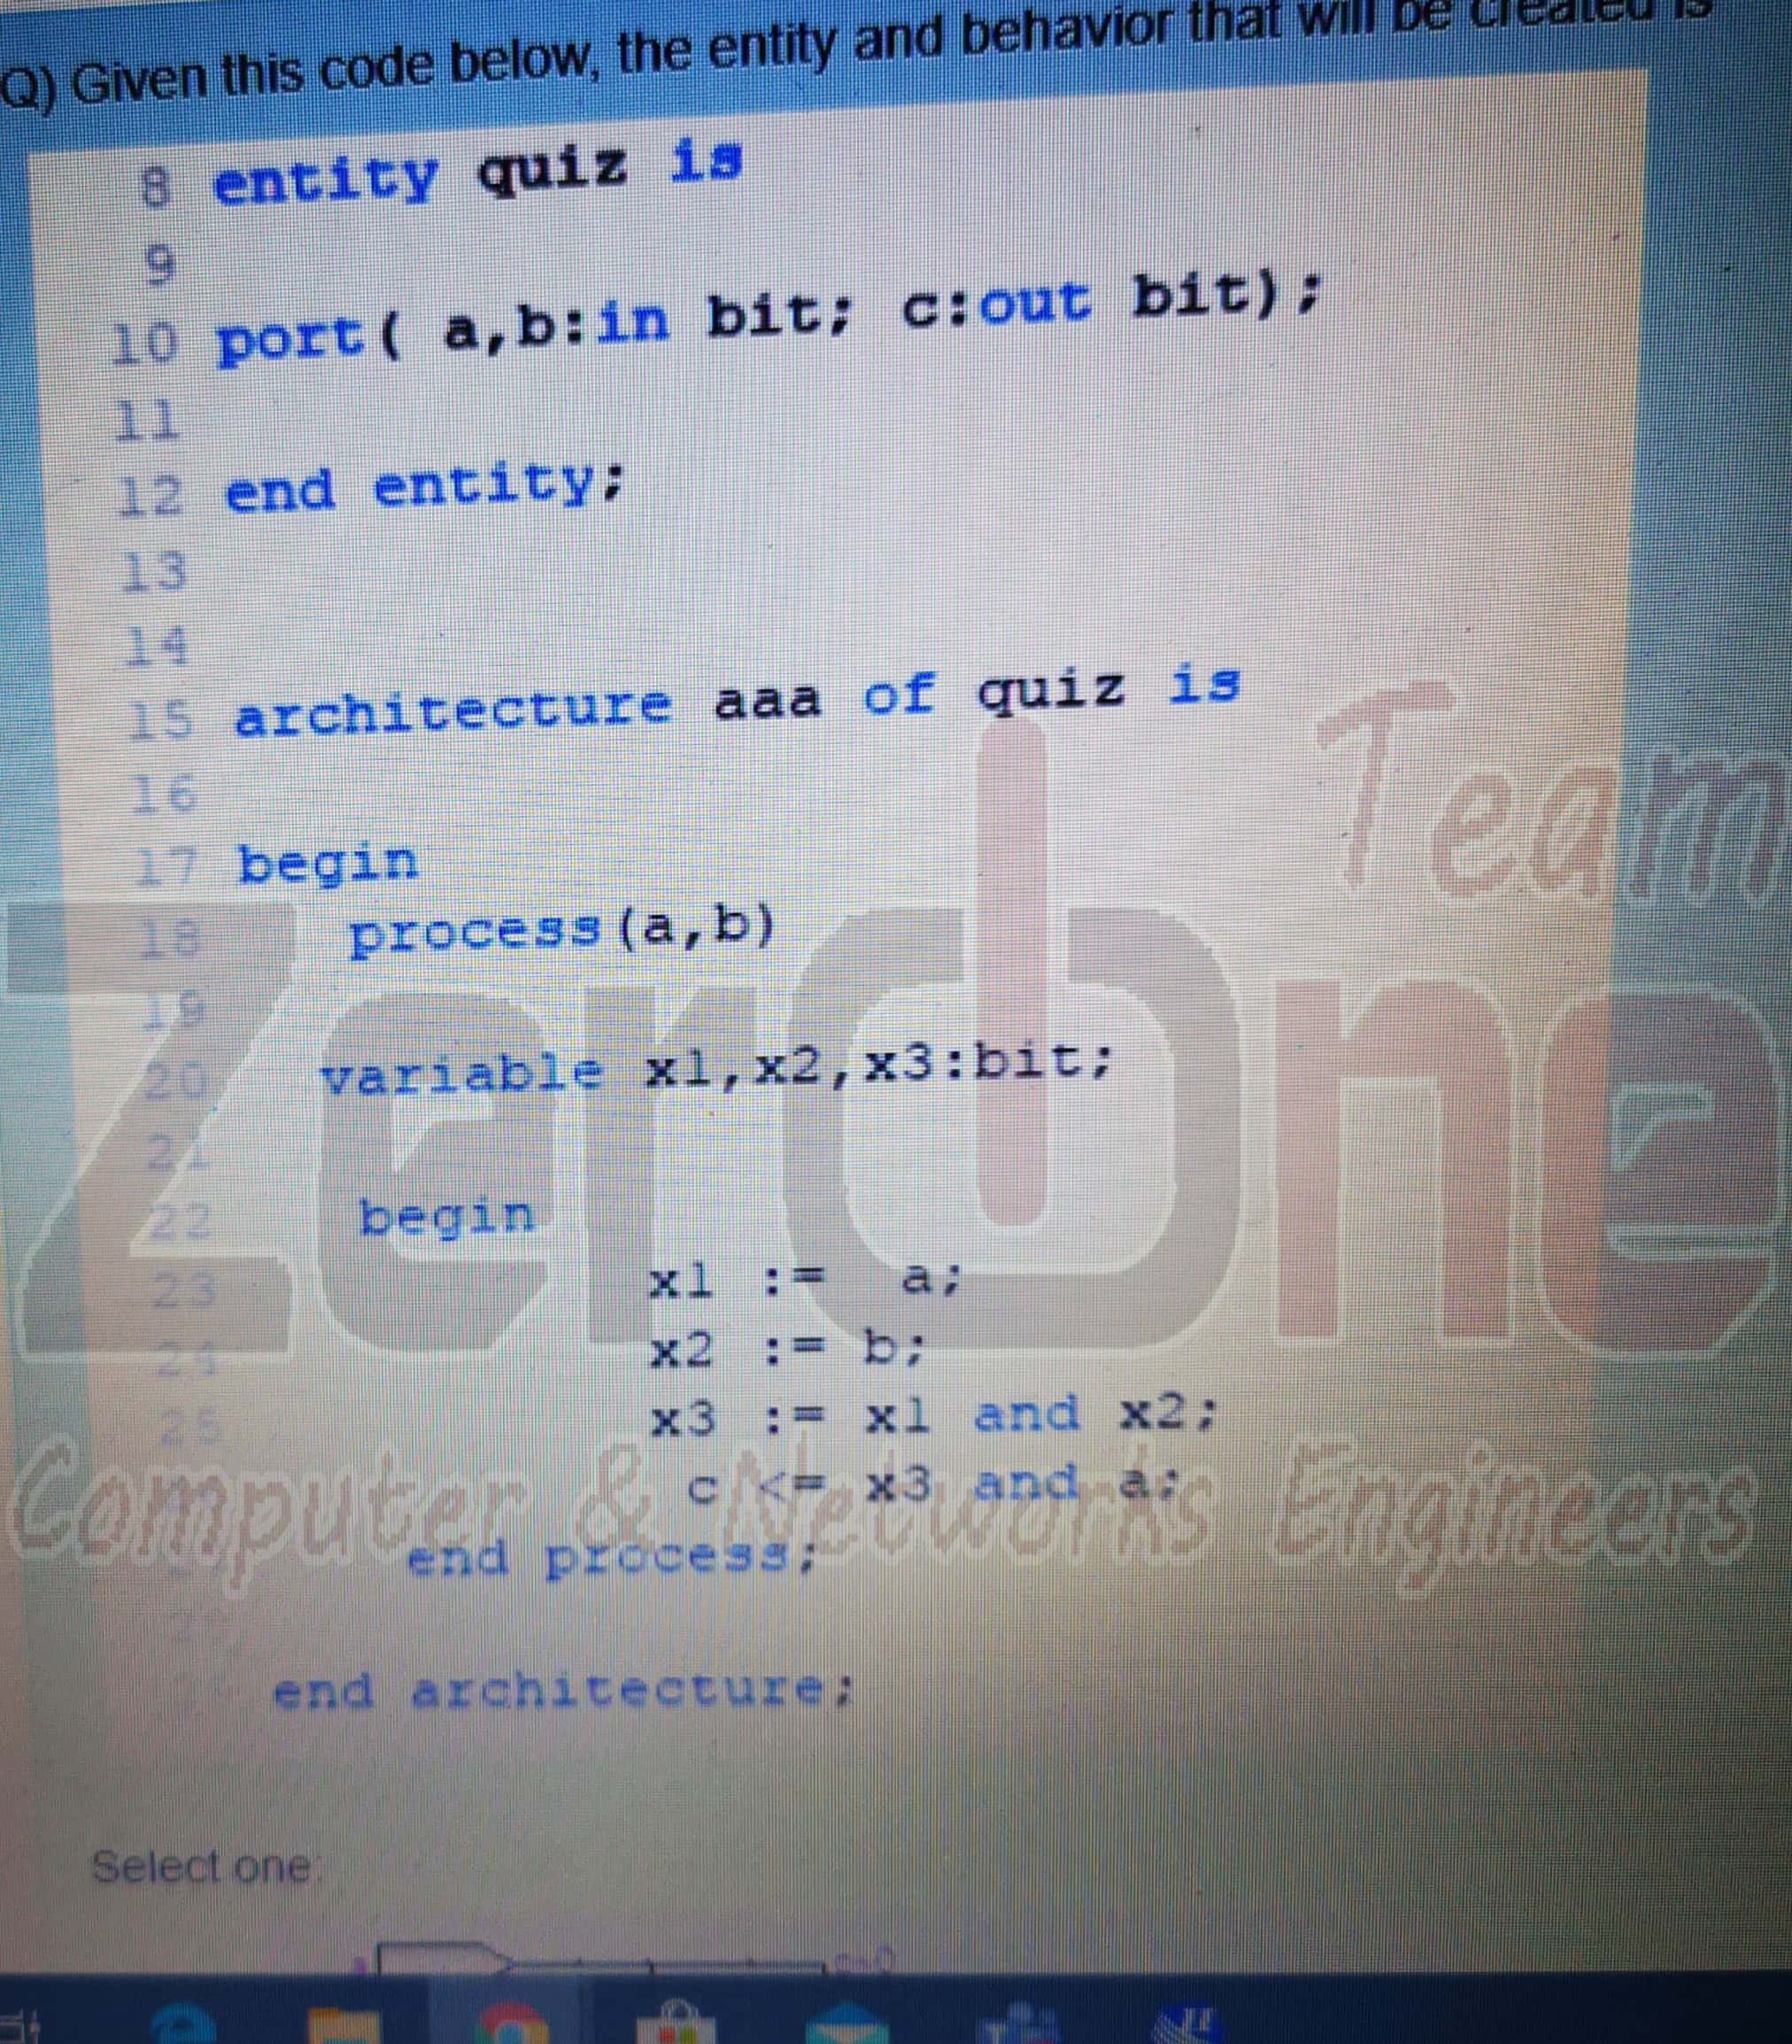 Q) Given this code below, the entity and behavior that will be created is
8 entity quiz is
9
10 port( a,b:in bit; c:out bit);
11
12 end entity;
13
14
15 architecture aaa of quiz is
16
17 begin
18 process(a,b)
19
20 variable x1,x2,x3:bit;
21
22 begin
23 x1 := a;
24 x2 := b;
25 x3 := x1 and x2;
c <= x3 and a;
end process;
end architecture;
Team
ZerOne
Computer & Networks Engineers
Select one: